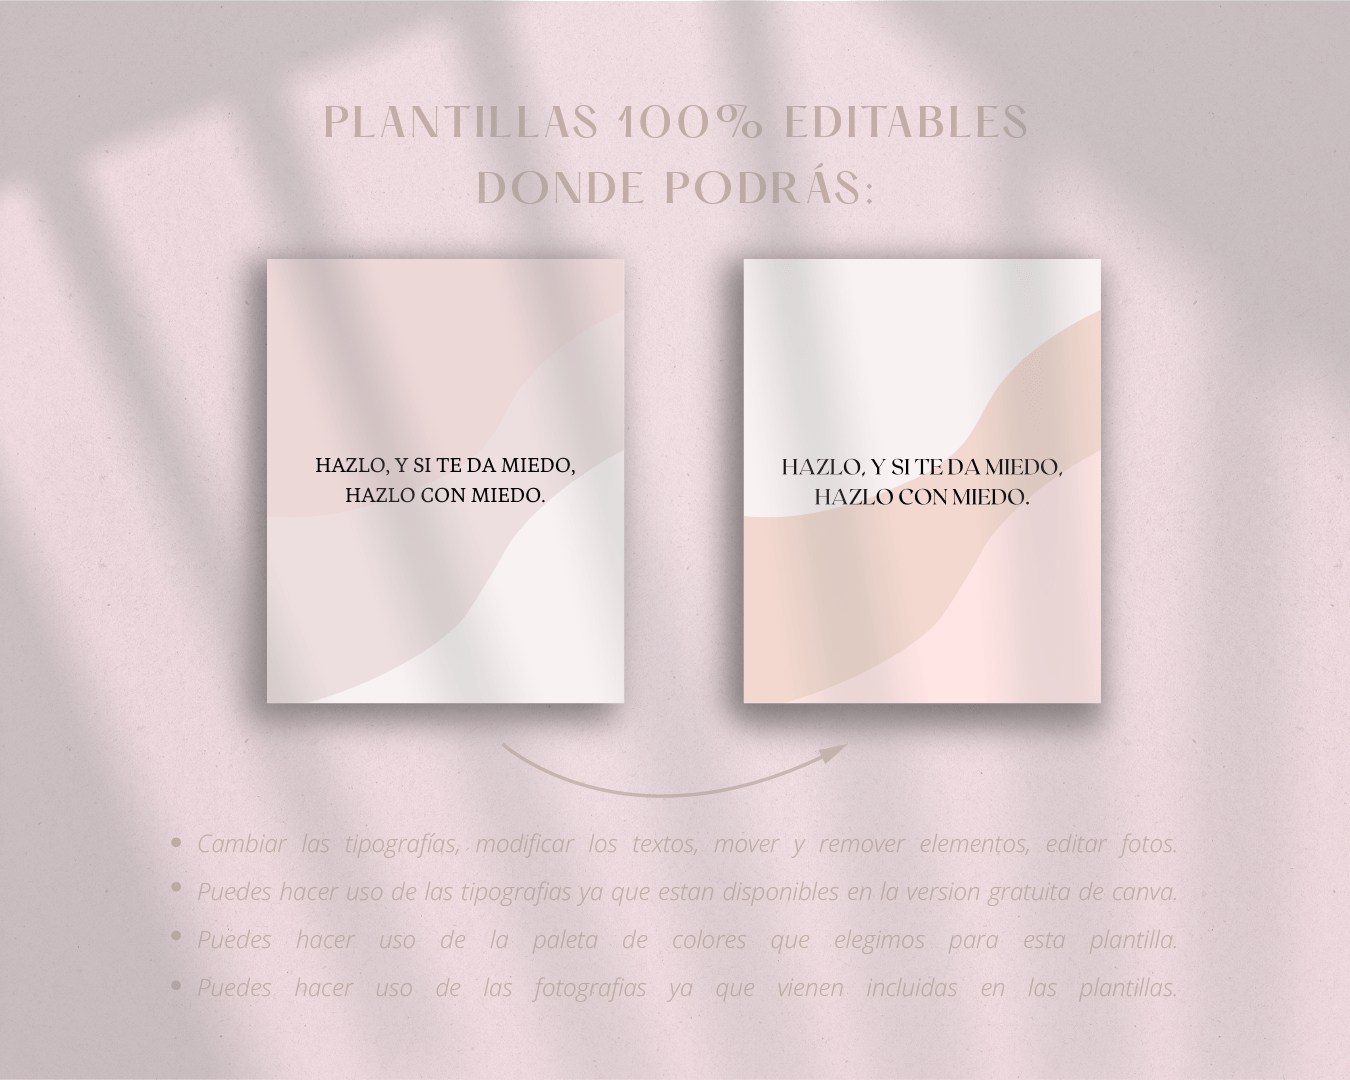 PLANTILLAS 100% EDITABLES
DONDE PODRÁS:
HAZLO, Y SI TE DA MIEDO,
HAZLO CON MIEDO.
HAZLO, Y SI TE DA MIEDO,
HAZLO CON MIEDO.
• Cambiar las tipografías, modificar los textos, mover y remover elementos, editar fotos.
• Puedes hacer uso de las tipografias ya que estan disponibles en la version gratuita de canva.
• Puedes hacer uso de la paleta de colores que elegimos para esta plantilla.
• Puedes hacer uso de las fotografias ya que vienen incluidas en las plantillas.